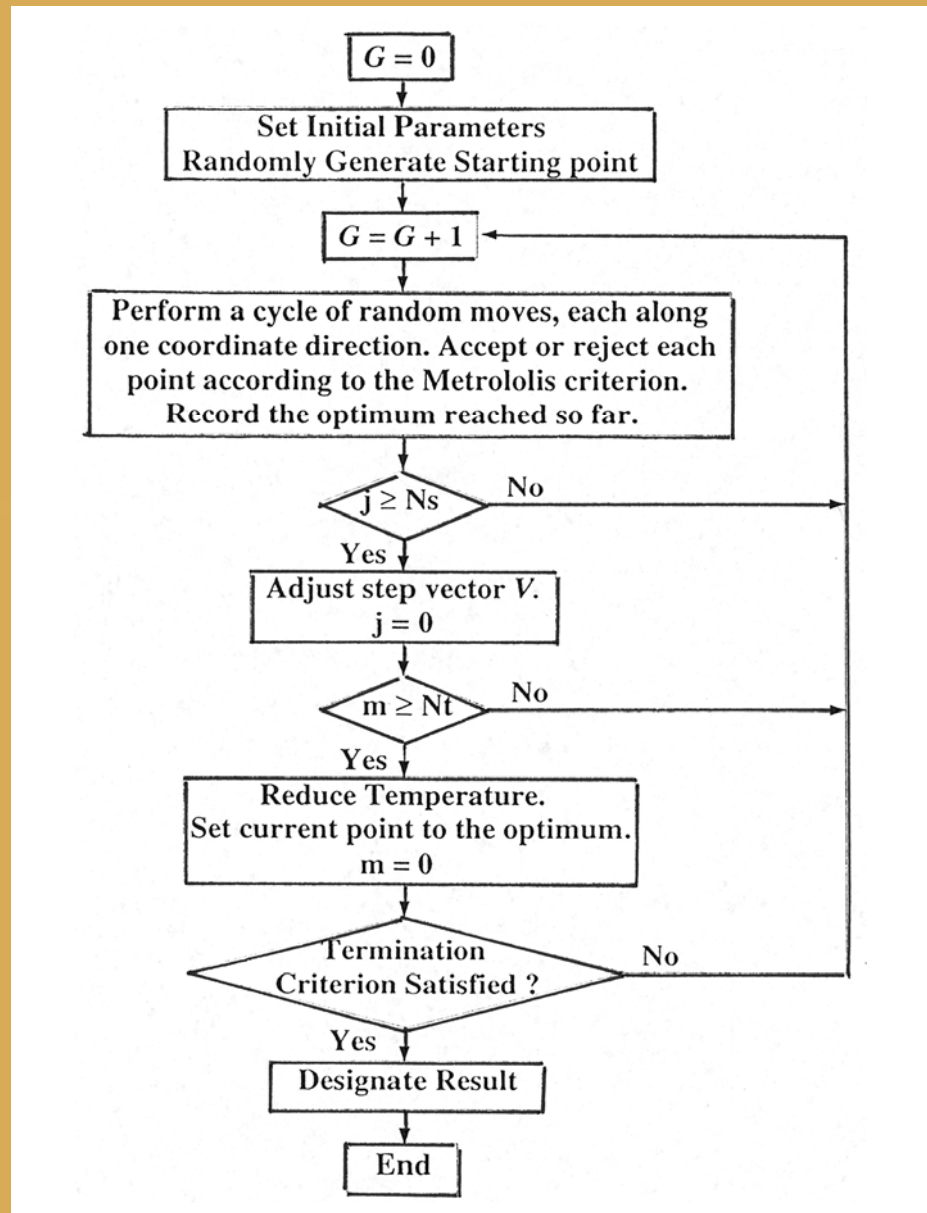 G = 0
Set Initial Parameters
Randomly Generate Starting point
G = G + 1
Perform a cycle of random moves, each along
one coordinate direction. Accept or reject each
point according to the Metrololis criterion.
Record the optimum reached so far.
j ≥ Ns
No
Yes
Adjust step vector V.
j = 0
m ≥ Nt
No
Yes
Reduce Temperature.
Set current point to the optimum.
m = 0
Termination
Criterion Satisfied ?
No
Yes
Designate Result
End